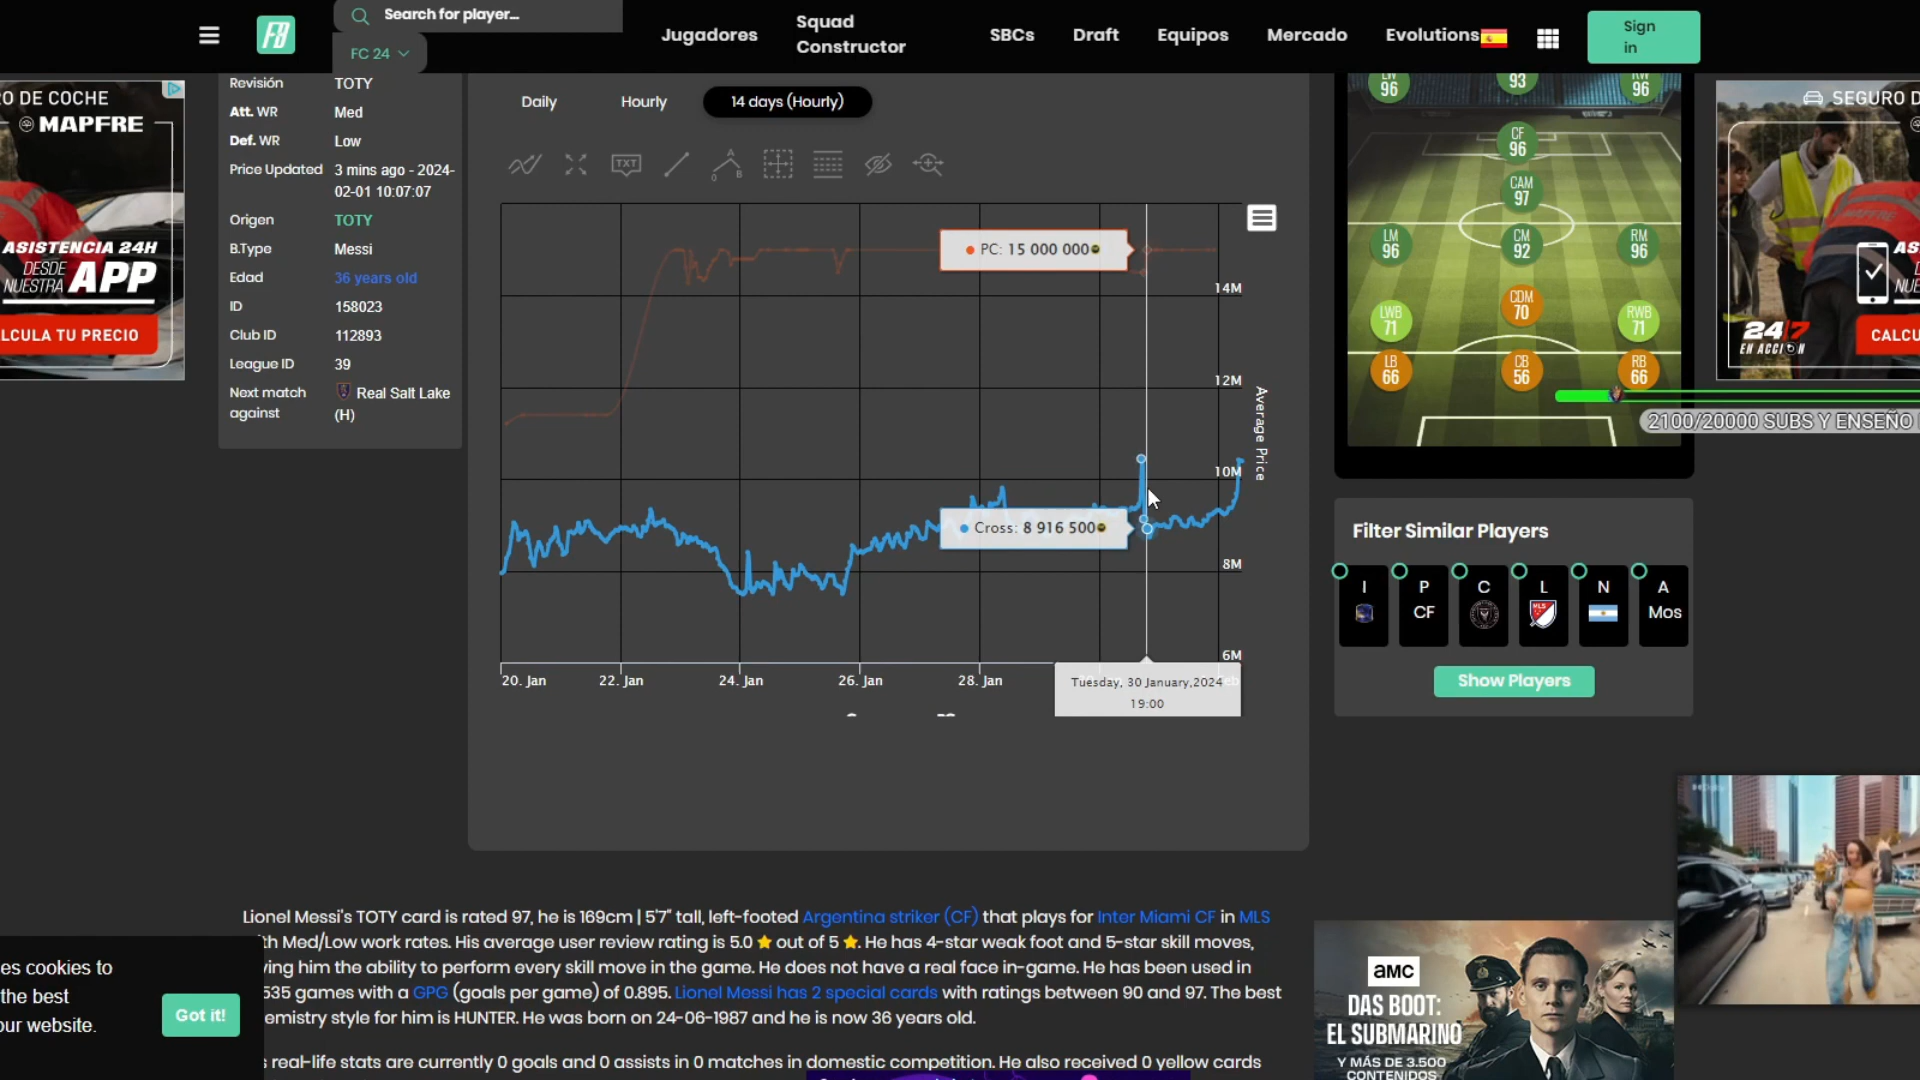 Search for player...
FC 24
Jugadores
Squad
Constructor
SBCs
Draft
Equipos
Mercado
Evolutions
Sign
in
O DE COCHE
MAPFRE
ASISTENCIA 24H
DESDE
NUESTRA APP
LCULA TU PRECIO
Revisión TOTY
Att. WR Med
Def. WR Low
Price Updated 3 mins ago - 2024-
02-01 10:07:07
Origen TOTY
B.Type Messi
Edad 36 years old
ID 158023
Club ID 112893
League ID 39
Next match Real Salt Lake
against (H)
Daily
Hourly
14 days (Hourly)
TXT
A
0 B
PC: 15 000 000
14M
12M
10M
8M
6M
Average Price
Cross: 8 916 500
20. Jan
22. Jan
24. Jan
26. Jan
28. Jan
Tuesday, 30 January,2024
19:00
LW
96
93
RW
96
CF
96
CAM
97
LM
96
CM
92
RM
96
LWB
71
CDM
70
RWB
71
LB
66
CB
56
RB
66
2100/20000 SUBS Y ENSEÑO
SEGURO D
AS
D
NUE
24/7
EN ACCIÓN
CALCU
Filter Similar Players
I
P
CF
C
L
MLS
N
A
Mos
Show Players
Lionel Messi's TOTY card is rated 97, he is 169cm | 5'7" tall, left-footed Argentina striker (CF) that plays for Inter Miami CF in MLS
th Med/Low work rates. His average user review rating is 5.0 out of 5. He has 4-star weak foot and 5-star skill moves,
ving him the ability to perform every skill move in the game. He does not have a real face in-game. He has been used in
535 games with a GPG (goals per game) of 0.895. Lionel Messi has 2 special cards with ratings between 90 and 97. The best
emistry style for him is HUNTER. He was born on 24-06-1987 and he is now 36 years old.
s real-life stats are currently 0 goals and 0 assists in 0 matches in domestic competition. He also received 0 yellow cards
es cookies to
the best
our website.
Got it!
aMC
DAS BOOT:
EL SUBMARINO
Y MÁS DE 3.500
CONTENIDOS